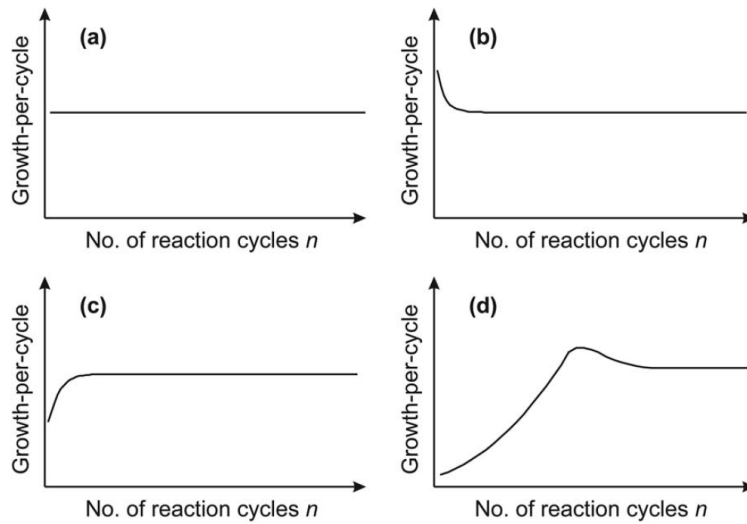 (a)
Growth-per-cycle
No. of reaction cycles n
(b)
Growth-per-cycle
No. of reaction cycles n
(c)
Growth-per-cycle
No. of reaction cycles n
(d)
Growth-per-cycle
No. of reaction cycles n